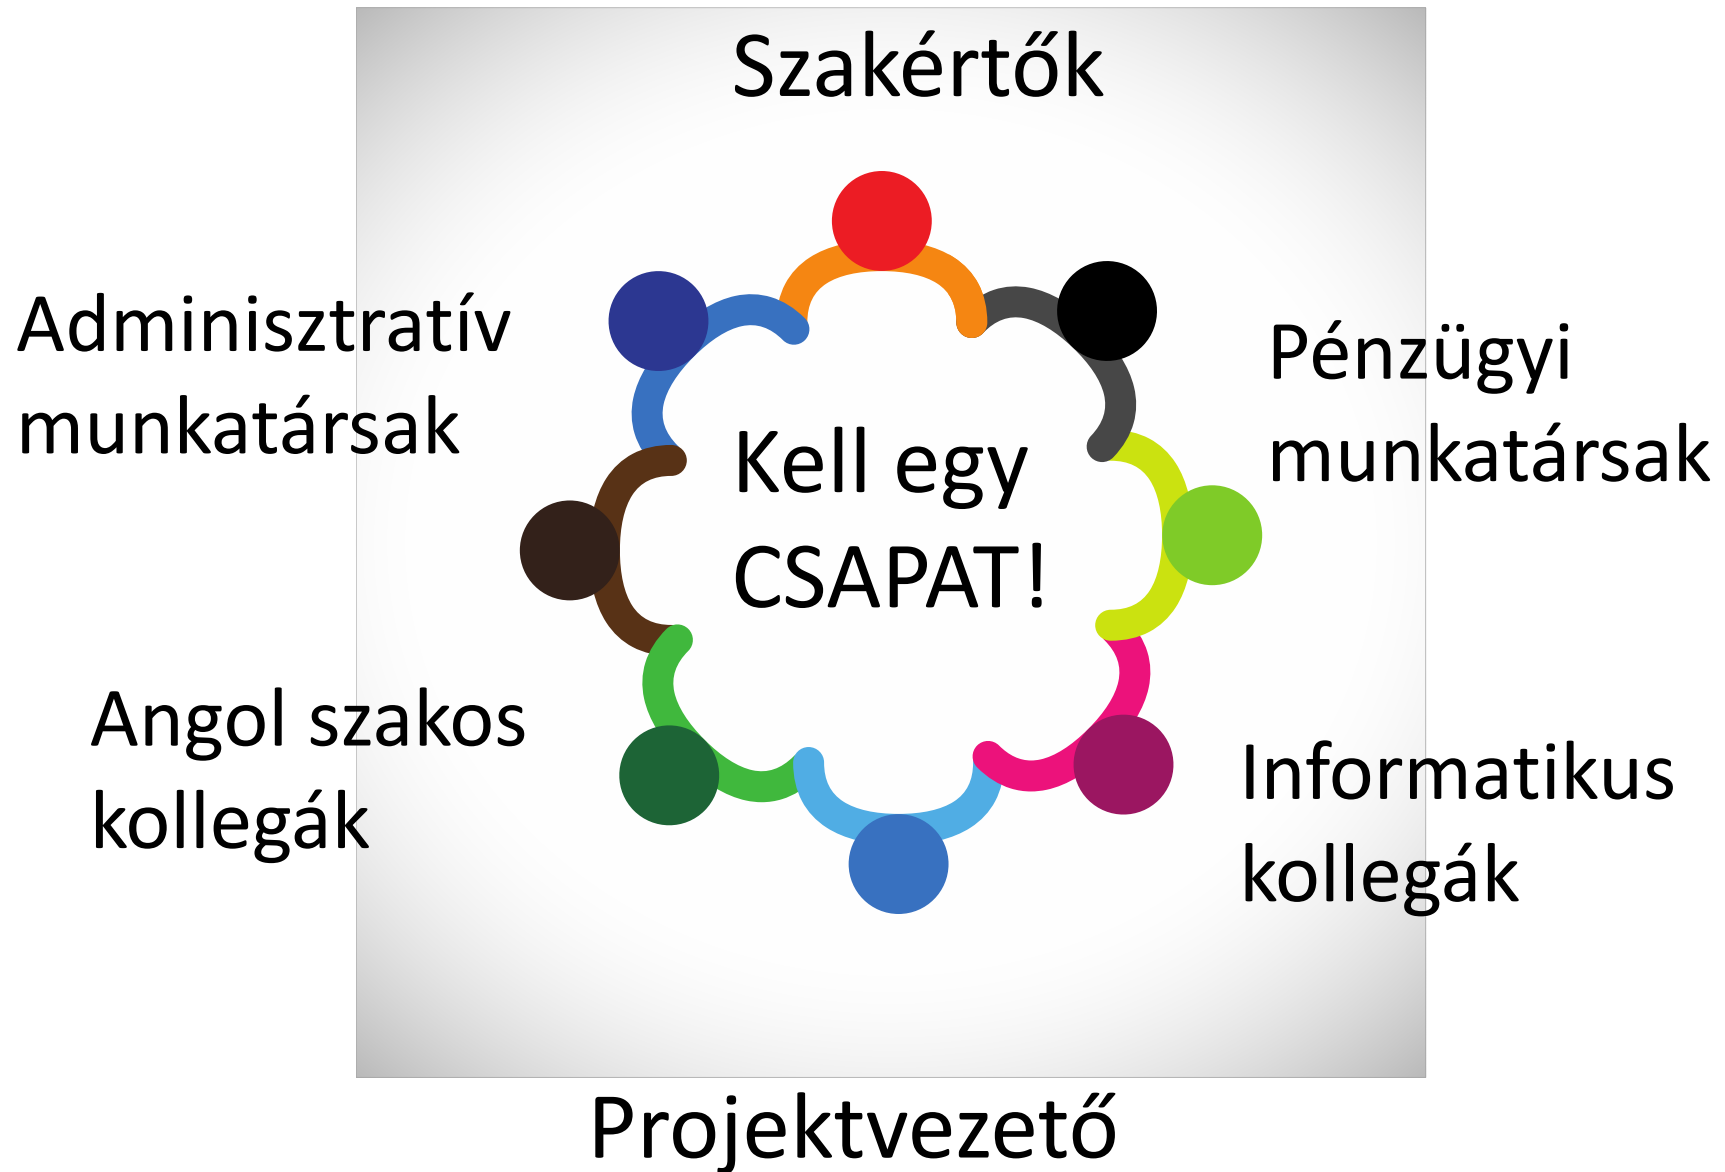 Szakértők
Adminisztratív
munkatársak
Pénzügyi
munkatársak
Kell egy
CSAPAT!
Angol szakos
kollegák
Informatikus
kollegák
Projektvezető